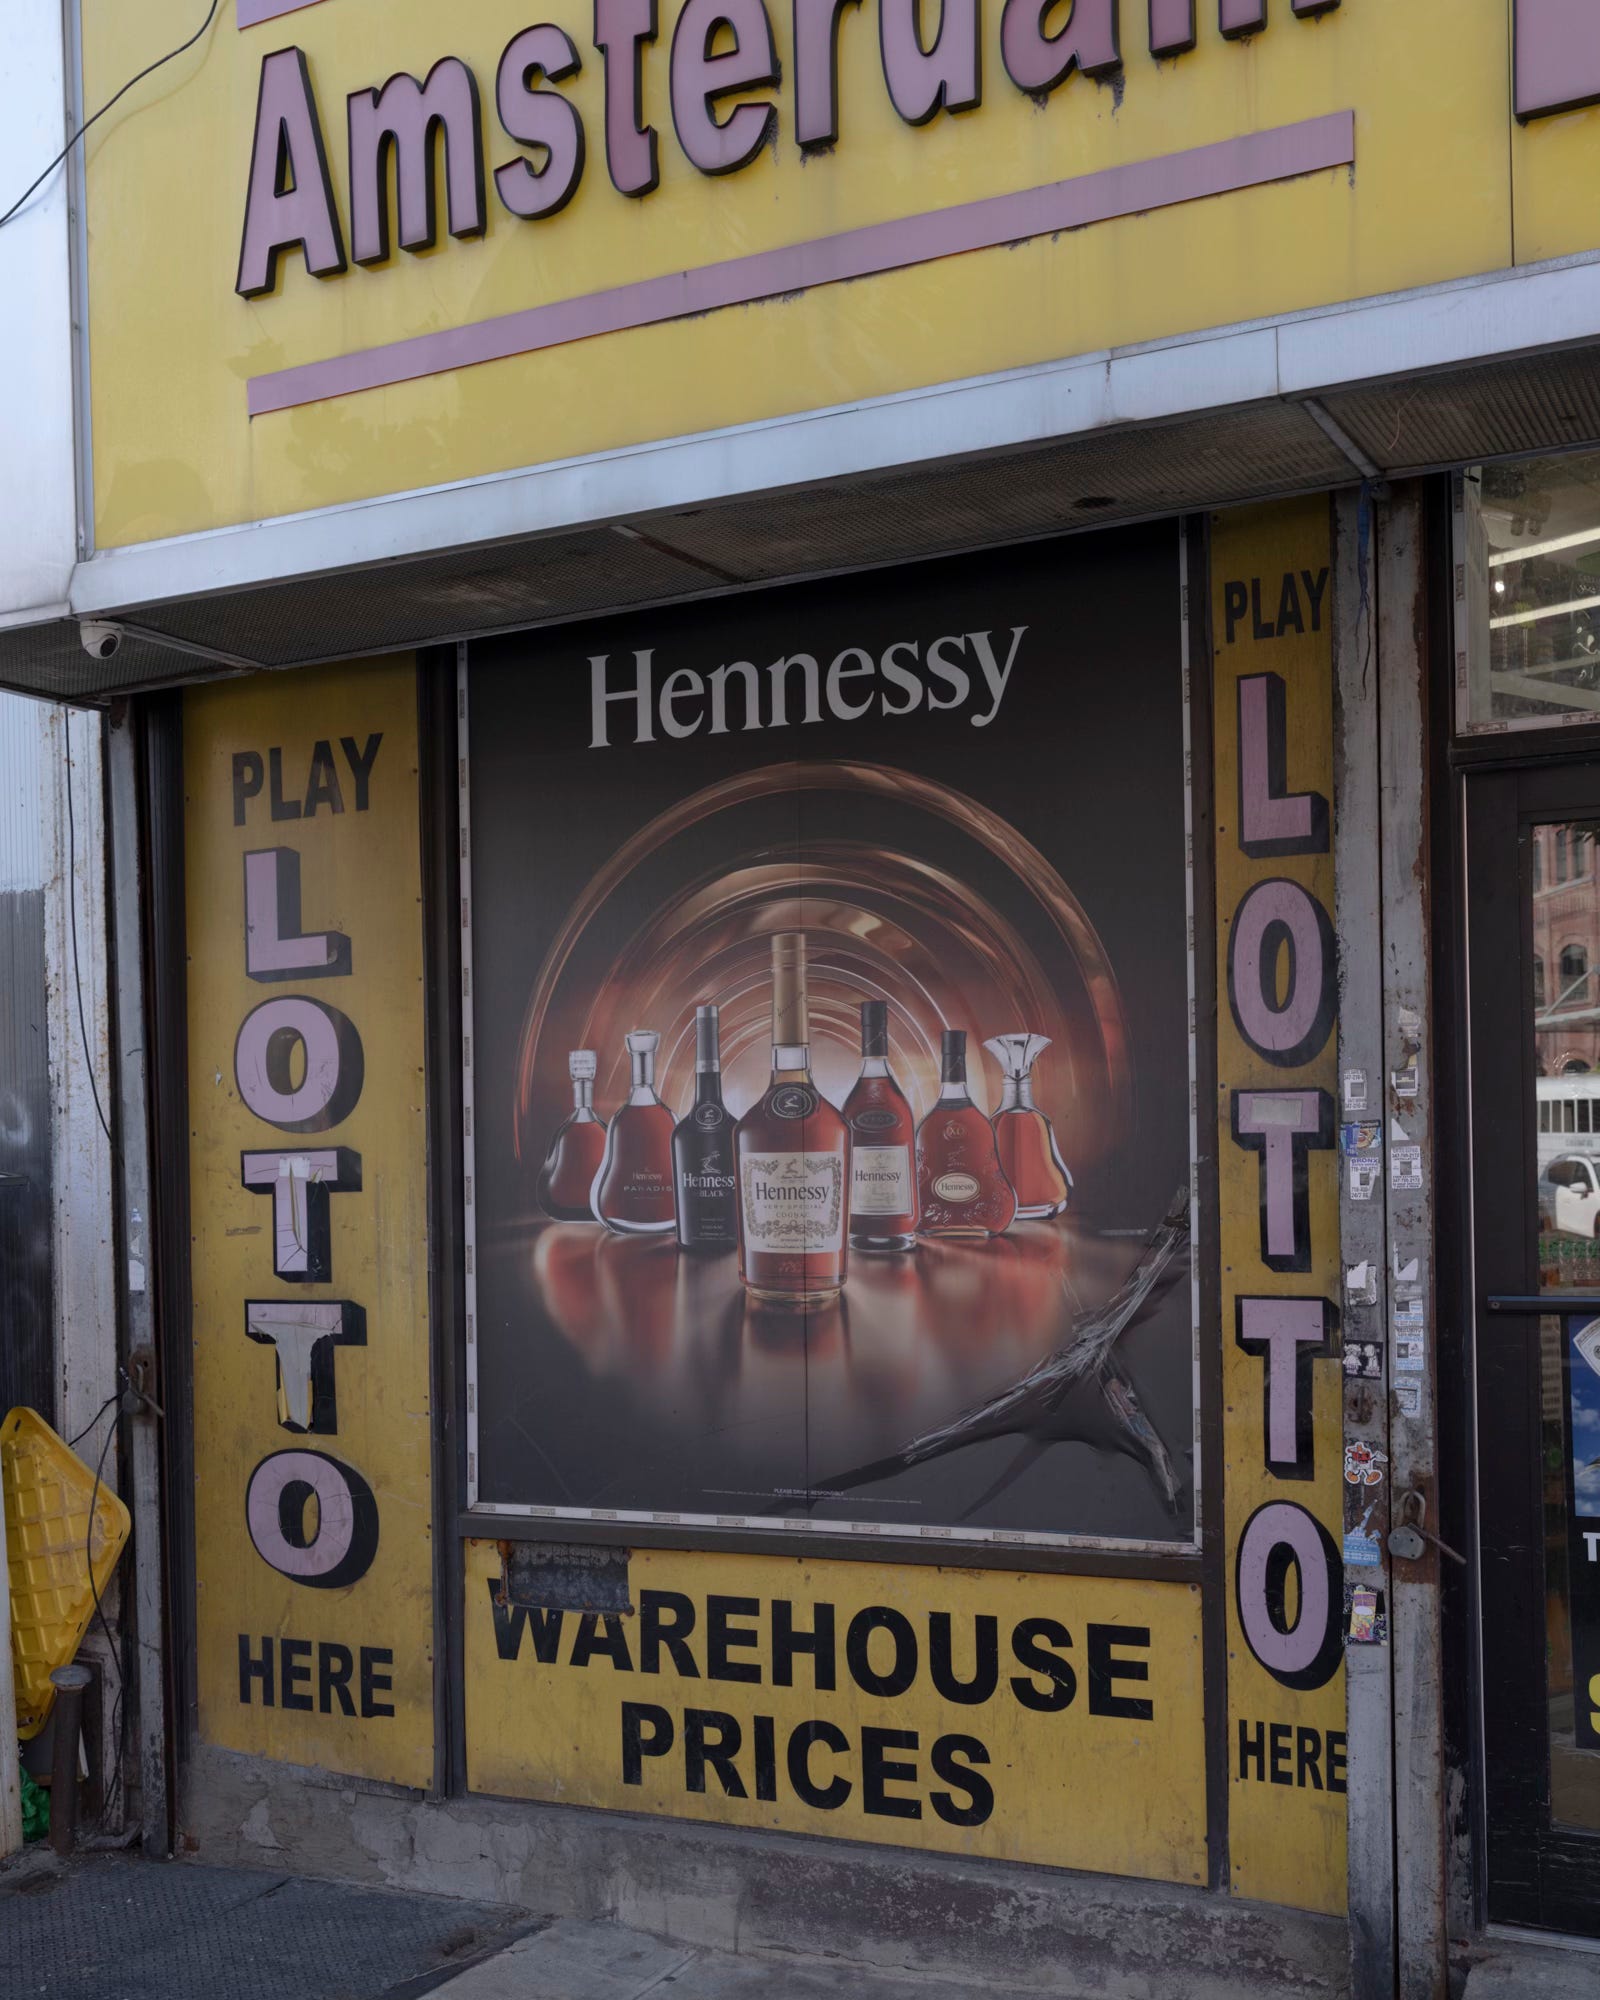 Amsterdam
Hennessy
PLAY
LOTTO
HERE
PLAY
LOTTO
HERE
Hennessy
PARADIS
Hennessy
BLACK
Hennessy
VERY SPECIAL
COGNAC
Hennessy
XO
Hennessy
PLEASE DRINK RESPONSIBLY
WAREHOUSE
PRICES